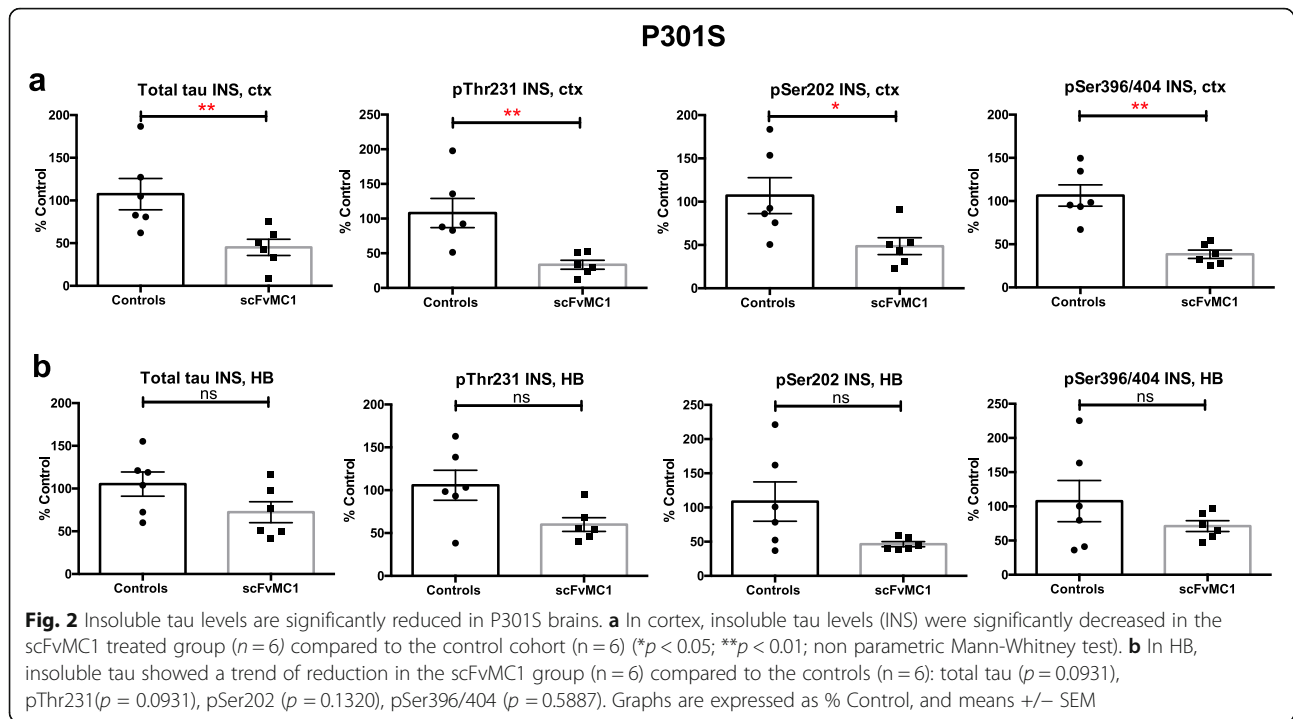 P301S
a
Total tau INS, ctx
**
200
150
100
50
0
% Control
Controls
scFvMC1
pThr231 INS, ctx
**
250
200
150
100
50
0
% Control
Controls
scFvMC1
pSer202 INS, ctx
*
200
150
100
50
0
% Control
Controls
scFvMC1
pSer396/404 INS, ctx
**
200
150
100
50
0
% Control
Controls
scFvMC1
b
Total tau INS, HB
ns
200
150
100
50
0
% Control
Controls
scFvMC1
pThr231 INS, HB
ns
200
150
100
50
0
% Control
Controls
scFvMC1
pSer202 INS, HB
ns
250
200
150
100
50
0
% Control
Controls
scFvMC1
pSer396/404 INS, HB
ns
250
200
150
100
50
0
% Control
Controls
scFvMC1
Fig. 2 Insoluble tau levels are significantly reduced in P301S brains. a In cortex, insoluble tau levels (INS) were significantly decreased in the
scFvMC1 treated group (n = 6) compared to the control cohort (n = 6) (*p < 0.05; **p < 0.01; non parametric Mann-Whitney test). b In HB,
insoluble tau showed a trend of reduction in the scFvMC1 group (n = 6) compared to the controls (n = 6): total tau (p = 0.0931),
pThr231(p = 0.0931), pSer202 (p = 0.1320), pSer396/404 (p = 0.5887). Graphs are expressed as % Control, and means +/− SEM